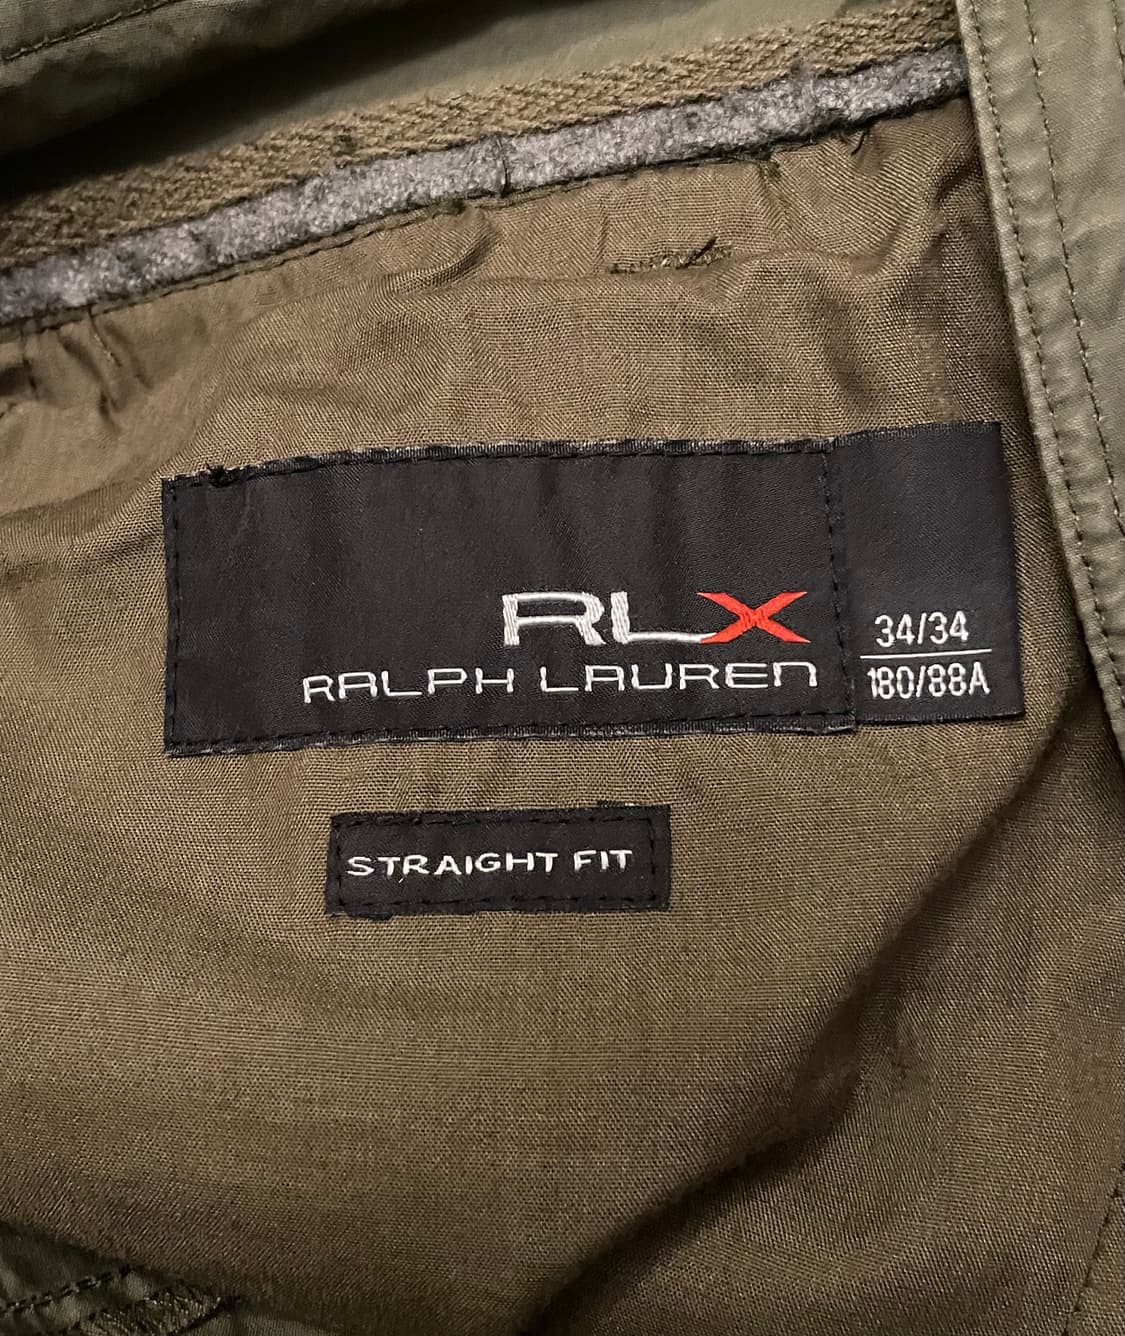 RLX
RALPH LAUREN
34/34
180/88A
STRAIGHT FIT